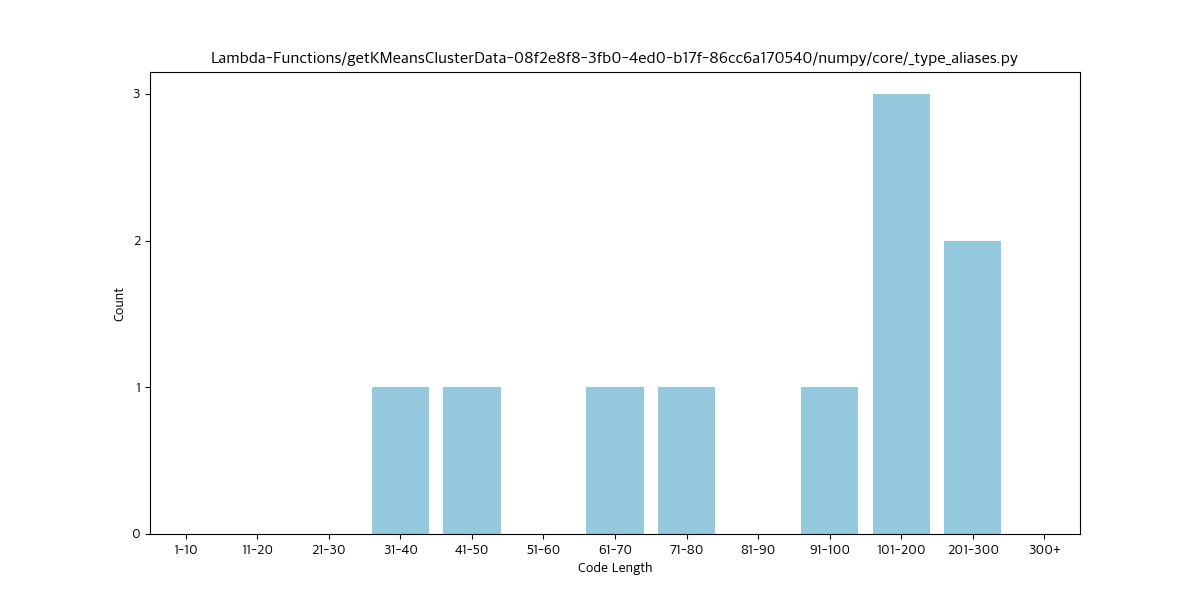 Lambda-Functions/getKMeansClusterData-08f2e8f8-3fb0-4ed0-b17f-86cc6a170540/numpy/core/_type_aliases.py
3
2
1
0
Count
1-10 11-20 21-30 31-40 41-50 51-60 61-70 71-80 81-90 91-100 101-200 201-300 300+
Code Length